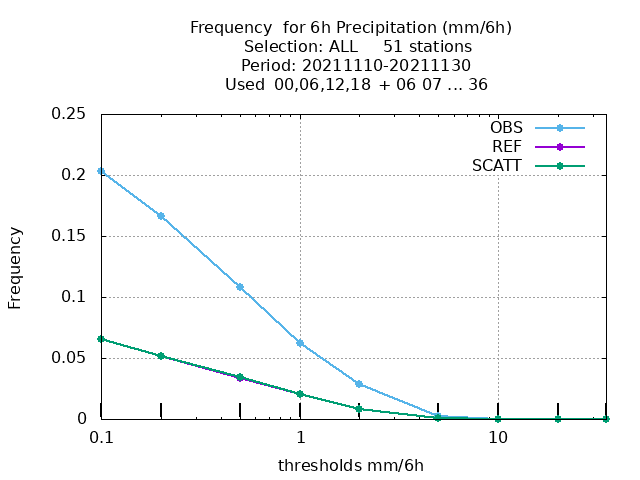 Frequency  for 6h Precipitation (mm/6h)
Selection: ALL     51 stations
Period: 20211110-20211130
Used  00,06,12,18  + 06 07 ... 36
0.25
0.2
0.15
0.1
0.05
0
Frequency
OBS
REF
SCATT
0.1 1 10
thresholds mm/6h